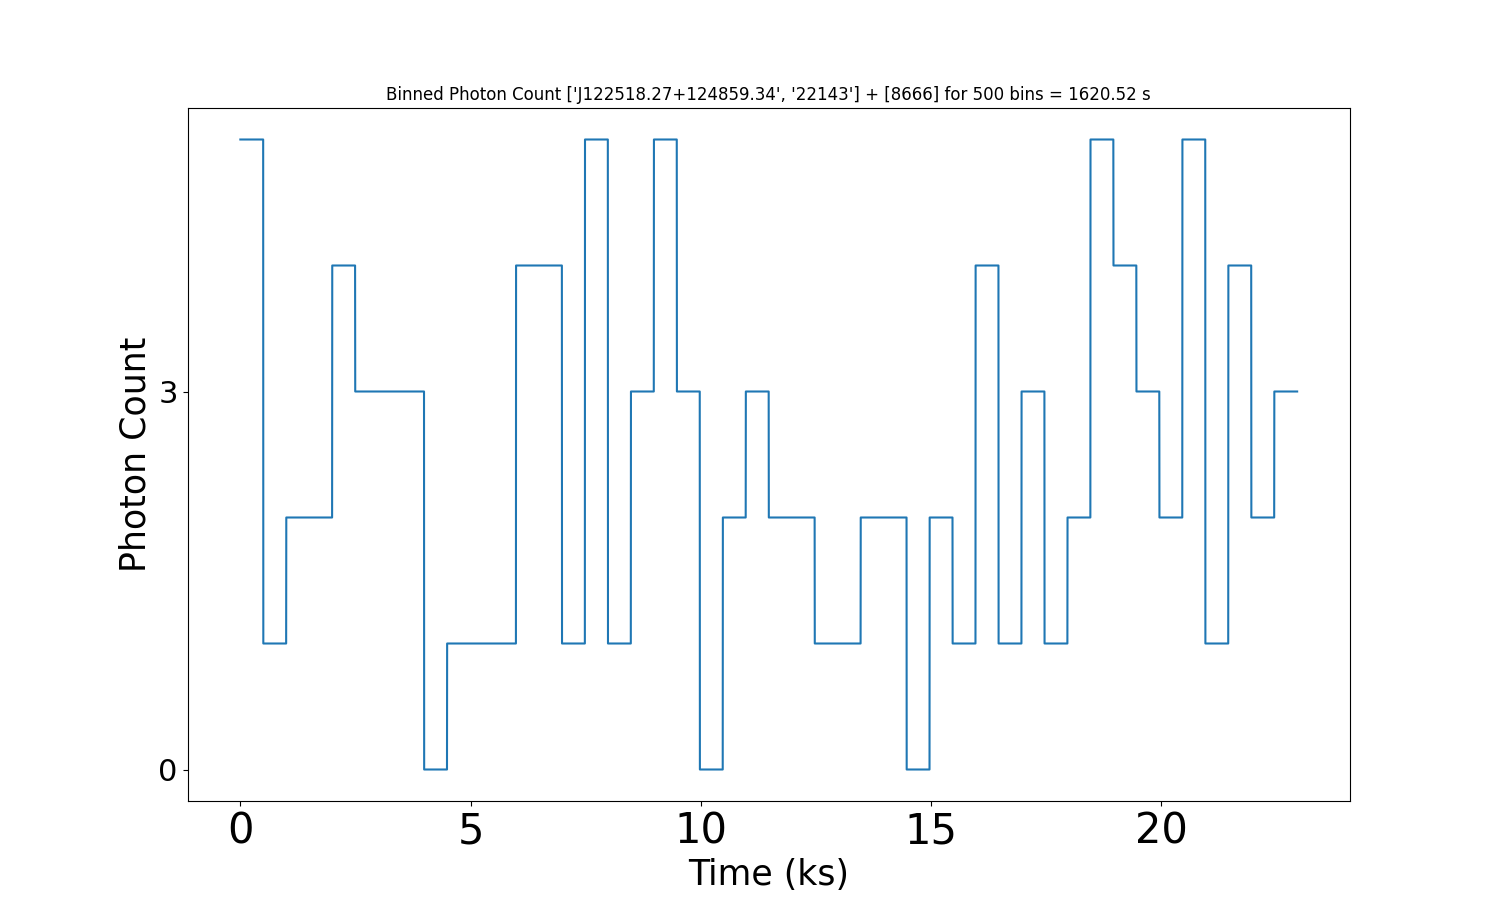 Binned Photon Count ['J122518.27+124859.34', '22143'] + [8666] for 500 bins = 1620.52 s
Photon Count
3
0
0 5 10 15 20
Time (ks)